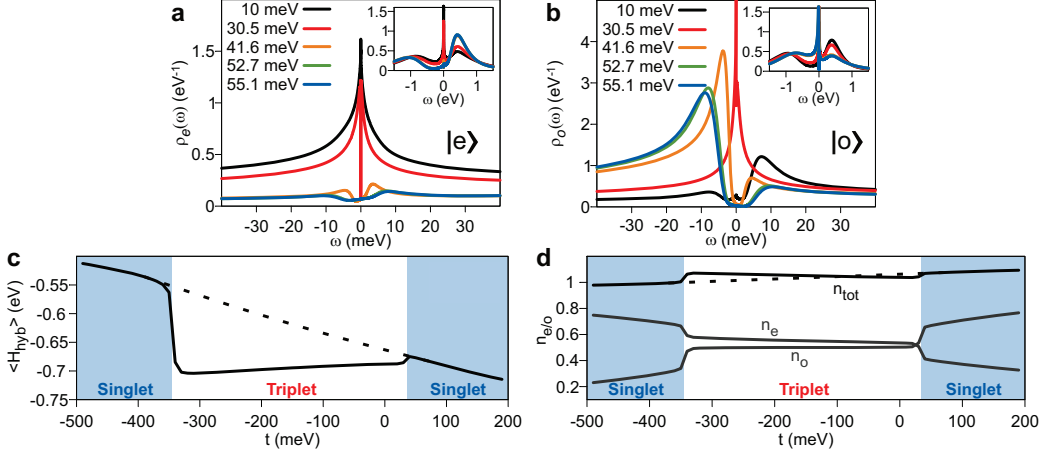 a
10 meV
30.5 meV
41.6 meV
52.7 meV
55.1 meV
ρe(ω) (eV-1)
1.5
1
0.5
0
-30 -20 -10 0 10 20 30
ω (meV)
|e⟩
1.5
1
0.5
0
-1 0 1
ω (eV)
b
10 meV
30.5 meV
41.6 meV
52.7 meV
55.1 meV
ρo(ω) (eV-1)
4
3
2
1
0
-30 -20 -10 0 10 20 30
ω (meV)
|o⟩
1.5
1
0.5
0
-1 0 1
ω (eV)
c
<Hhyb> (eV)
-0.55
-0.6
-0.65
-0.7
-0.75
Singlet Triplet Singlet
-500 -400 -300 -200 -100 0 100 200
t (meV)
d
ne/o
1
0.8
0.6
0.4
0.2
ntot
ne
no
Singlet Triplet Singlet
-500 -400 -300 -200 -100 0 100 200
t (meV)